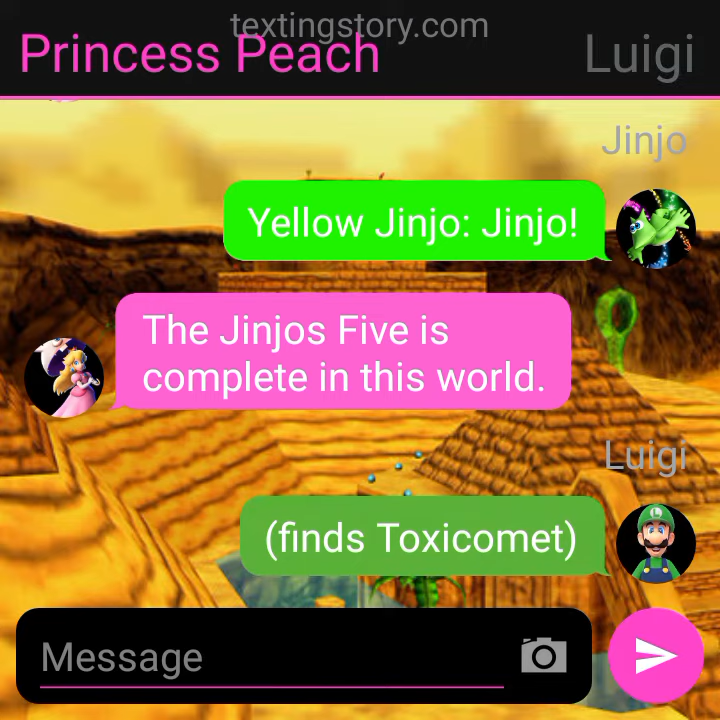 textingstory.com
Princess Peach
Luigi
Jinjo
Yellow Jinjo: Jinjo!
The Jinjos Five is
complete in this world.
Luigi
(finds Toxicomet)
Message